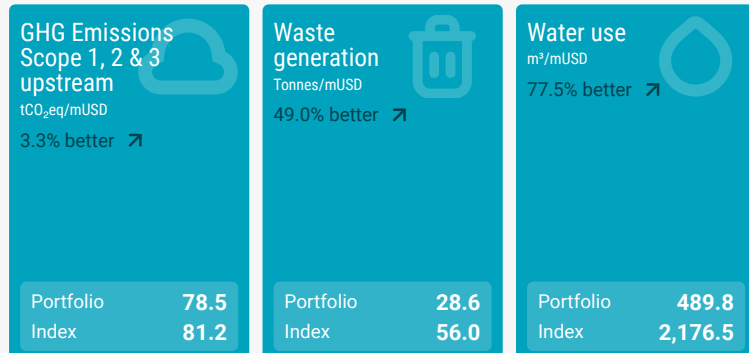 GHG Emissions
Scope 1, 2 & 3
upstream
tCO₂eq/mUSD
3.3% better
Portfolio 78.5
Index 81.2
Waste
generation
Tonnes/mUSD
49.0% better
Portfolio 28.6
Index 56.0
Water use
m³/mUSD
77.5% better
Portfolio 489.8
Index 2,176.5